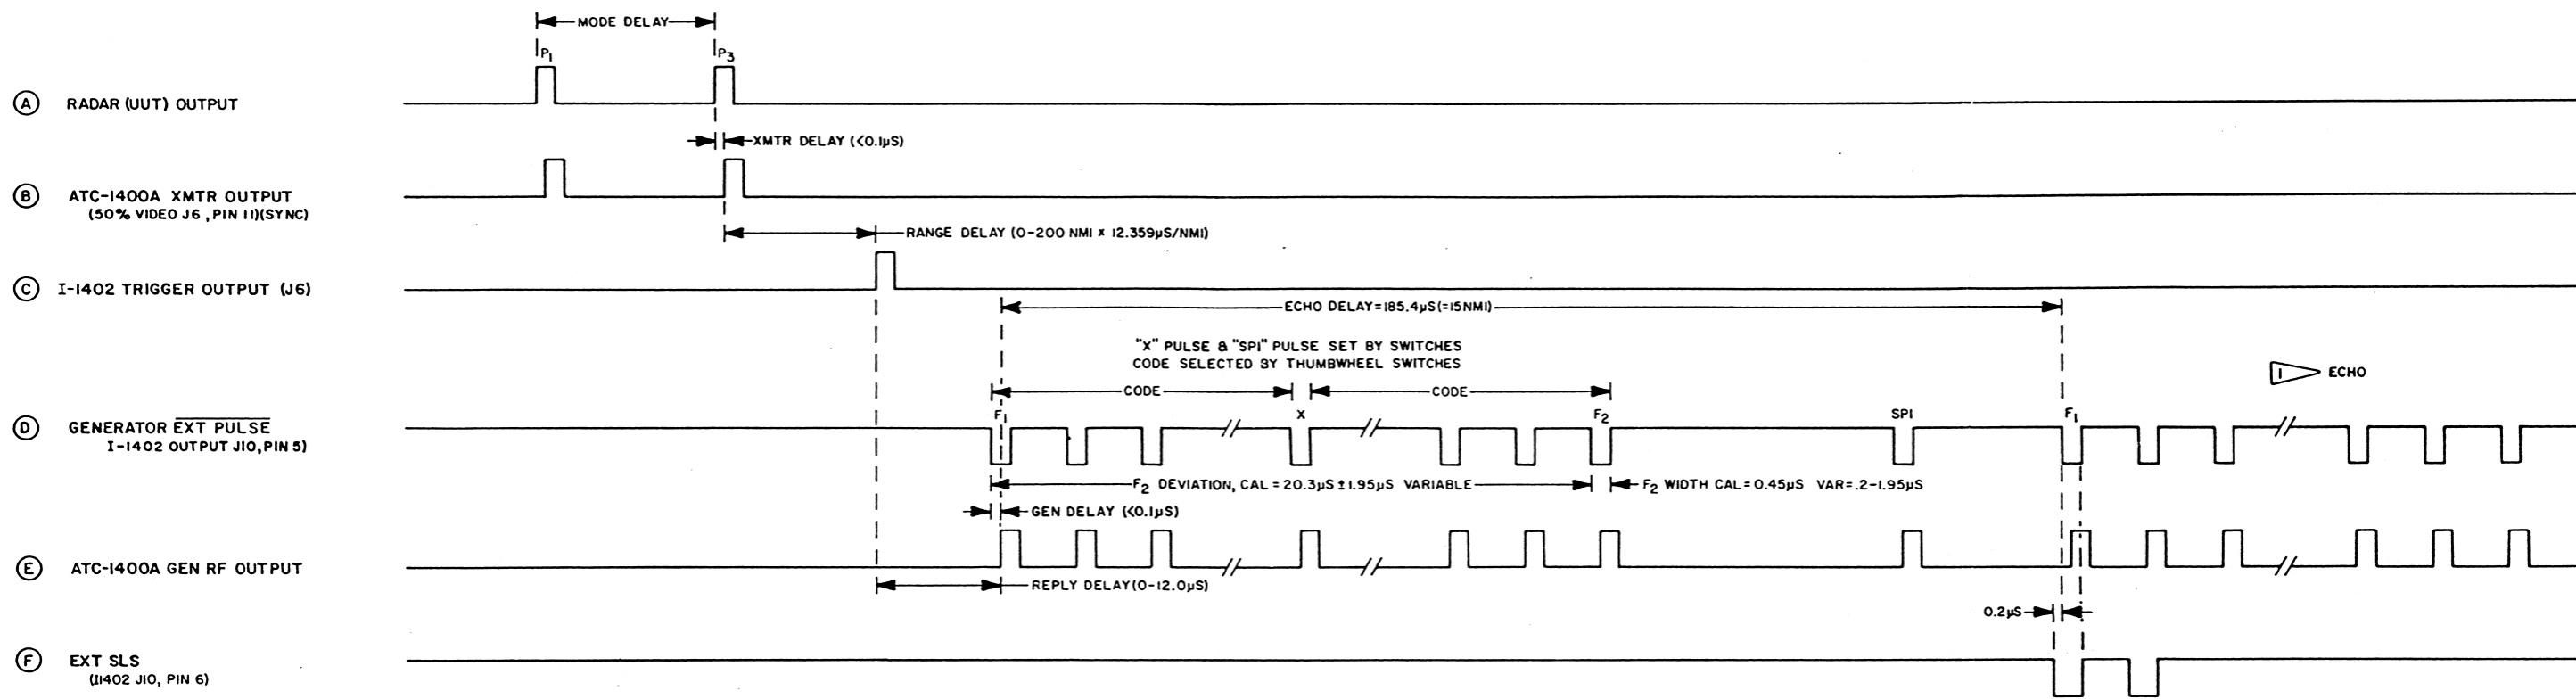 MODE DELAY
P1 P3
A RADAR (UUT) OUTPUT
XMTR DELAY (<0.1µS)
B ATC-1400A XMTR OUTPUT
(50% VIDEO J6, PIN 11)(SYNC)
RANGE DELAY (0-200 NMI x 12.359µS/NMI)
C I-1402 TRIGGER OUTPUT (J6)
ECHO DELAY=185.4µS(=15NMI)
"X" PULSE & "SPI" PULSE SET BY SWITCHES
CODE SELECTED BY THUMBWHEEL SWITCHES
1 ECHO
CODE CODE
F1 X F2 SPI F1
D GENERATOR EXT PULSE
I-1402 OUTPUT J10, PIN 5)
F2 DEVIATION, CAL = 20.3µS ± 1.95µS VARIABLE F2 WIDTH CAL=0.45µS VAR=.2-1.95µS
GEN DELAY (<0.1µS)
E ATC-1400A GEN RF OUTPUT
REPLY DELAY (0-12.0µS)
0.2µS
F EXT SLS
(I1402 J10, PIN 6)